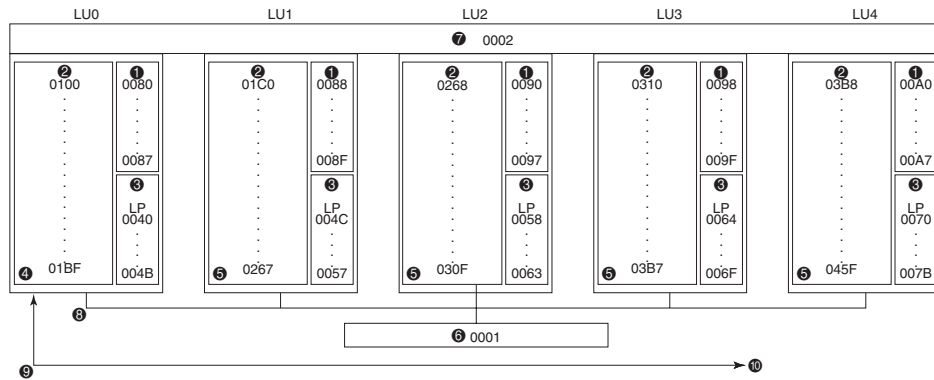 LU0 LU1 LU2 LU3 LU4
❼ 0002
❷ ❶ ❷ ❶ ❷ ❶ ❷ ❶ ❷ ❶
0100 0080 01C0 0088 0268 0090 0310 0098 03B8 00A0
0087 008F 0097 009F 00A7
❸ ❸ ❸ ❸ ❸
LP LP LP LP LP
0040 004C 0058 0064 0070
❹ 01BF 004B ❺ 0267 0057 ❺ 030F 0063 ❺ 03B7 006F ❺ 045F 007B
❽
❻ 0001
❾ ❿